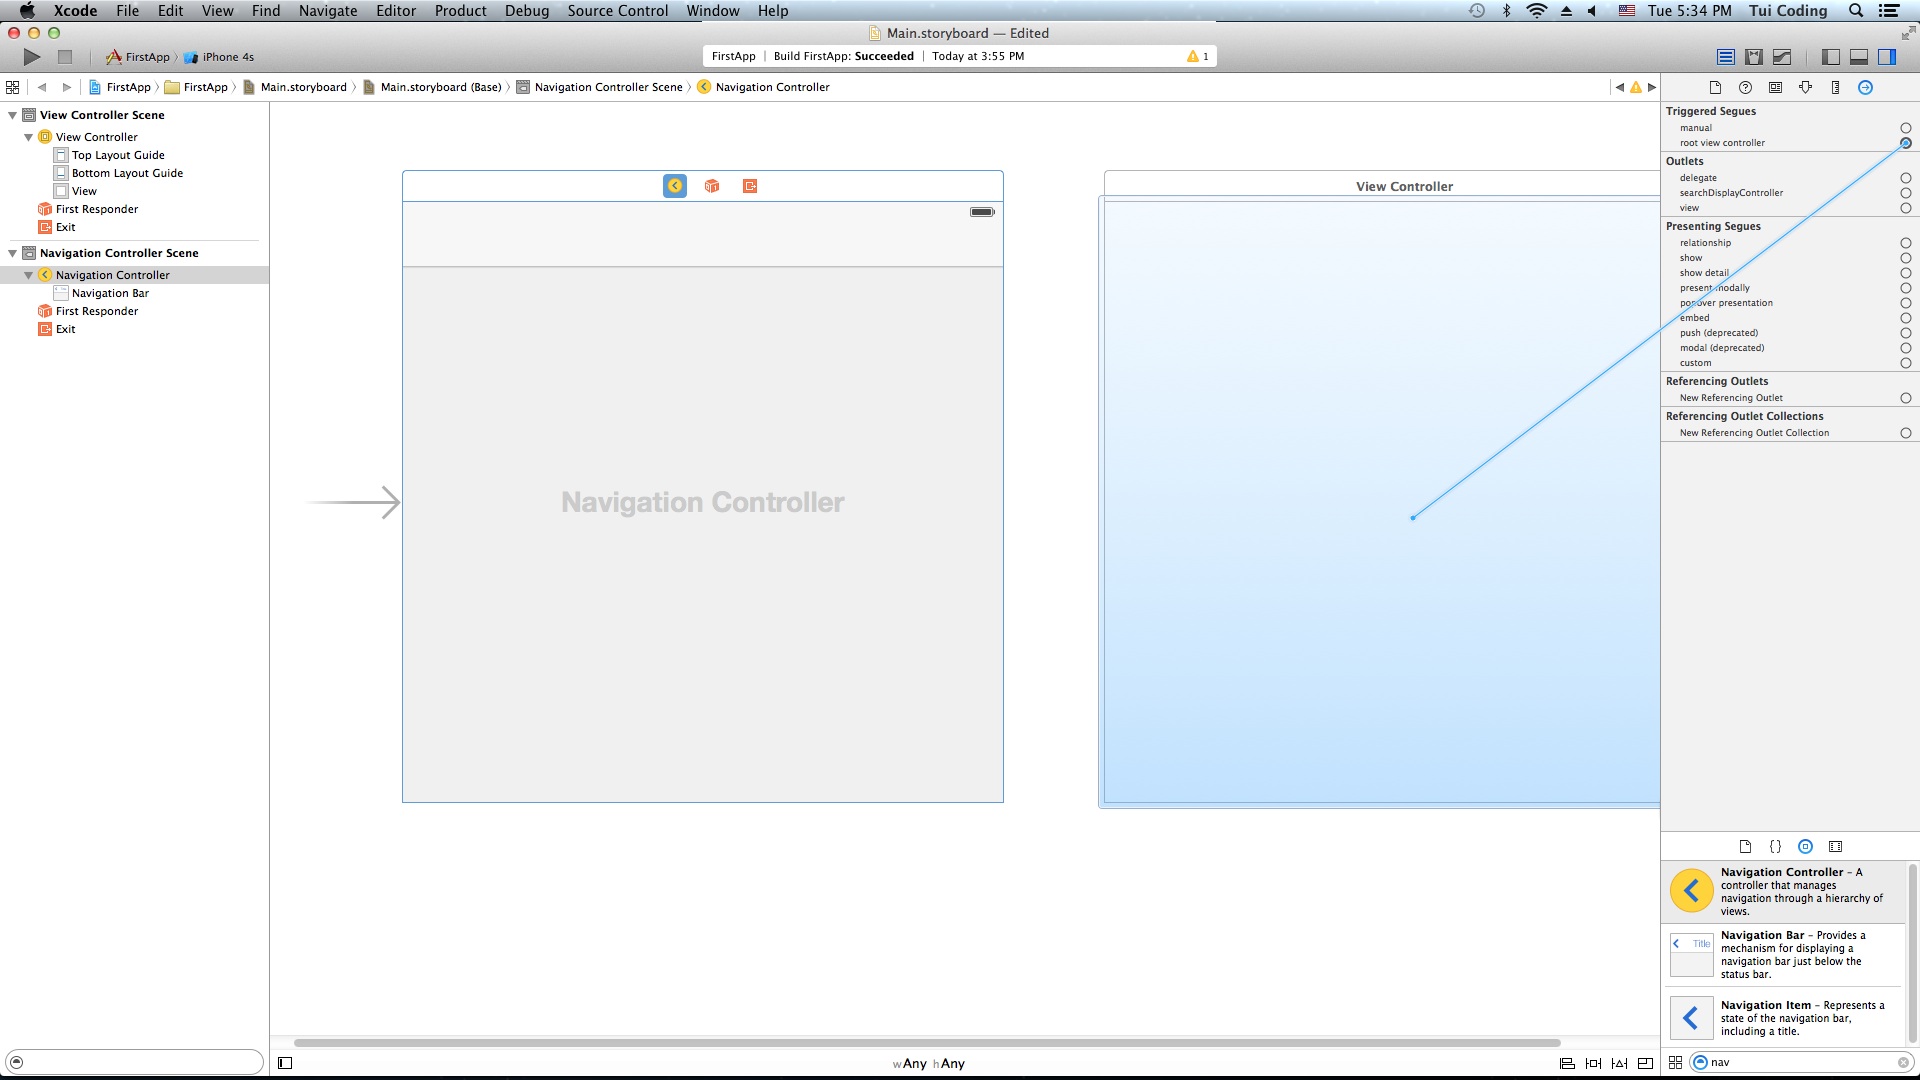 Xcode File Edit View Find Navigate Editor Product Debug Source Control Window Help Tue 5:34 PM Tui Coding
Main.storyboard — Edited
FirstApp iPhone 4s FirstApp Build FirstApp: Succeeded Today at 3:55 PM 1
FirstApp FirstApp Main.storyboard Main.storyboard (Base) Navigation Controller Scene Navigation Controller
View Controller Scene
View Controller
Top Layout Guide
Bottom Layout Guide
View
First Responder
Exit
Navigation Controller Scene
Navigation Controller
Navigation Bar
First Responder
Exit
Navigation Controller
View Controller
Triggered Segues
manual
root view controller
Outlets
delegate
searchDisplayController
view
Presenting Segues
relationship
show
show detail
present modally
popover presentation
embed
push (deprecated)
modal (deprecated)
custom
Referencing Outlets
New Referencing Outlet
Referencing Outlet Collections
New Referencing Outlet Collection
{}
Navigation Controller – A
controller that manages
navigation through a hierarchy of
views.
Title
Navigation Bar – Provides a
mechanism for displaying a
navigation bar just below the
status bar.
Navigation Item – Represents a
state of the navigation bar,
including a title.
wAny hAny
nav